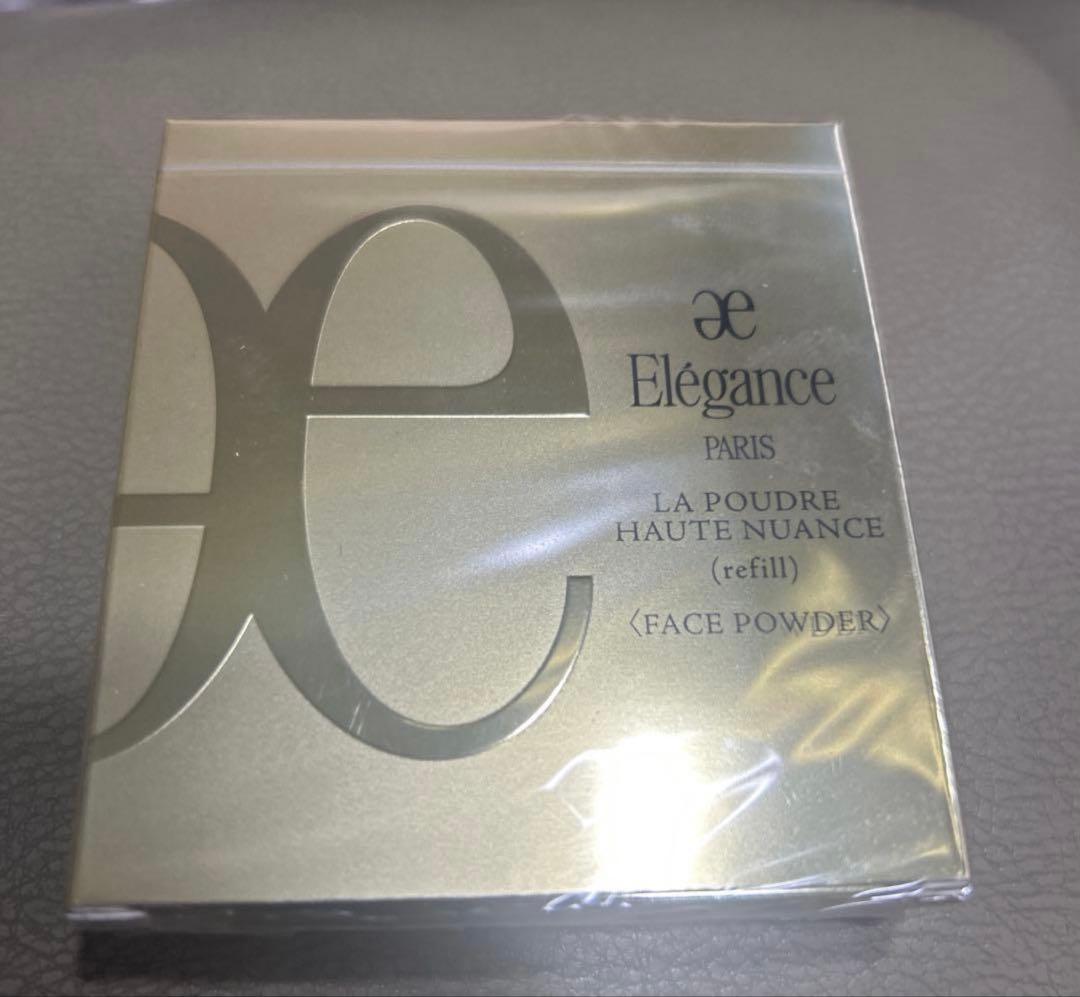 Elégance
PARIS
LA POUDRE
HAUTE NUANCE
(refill)
〈FACE POWDER〉